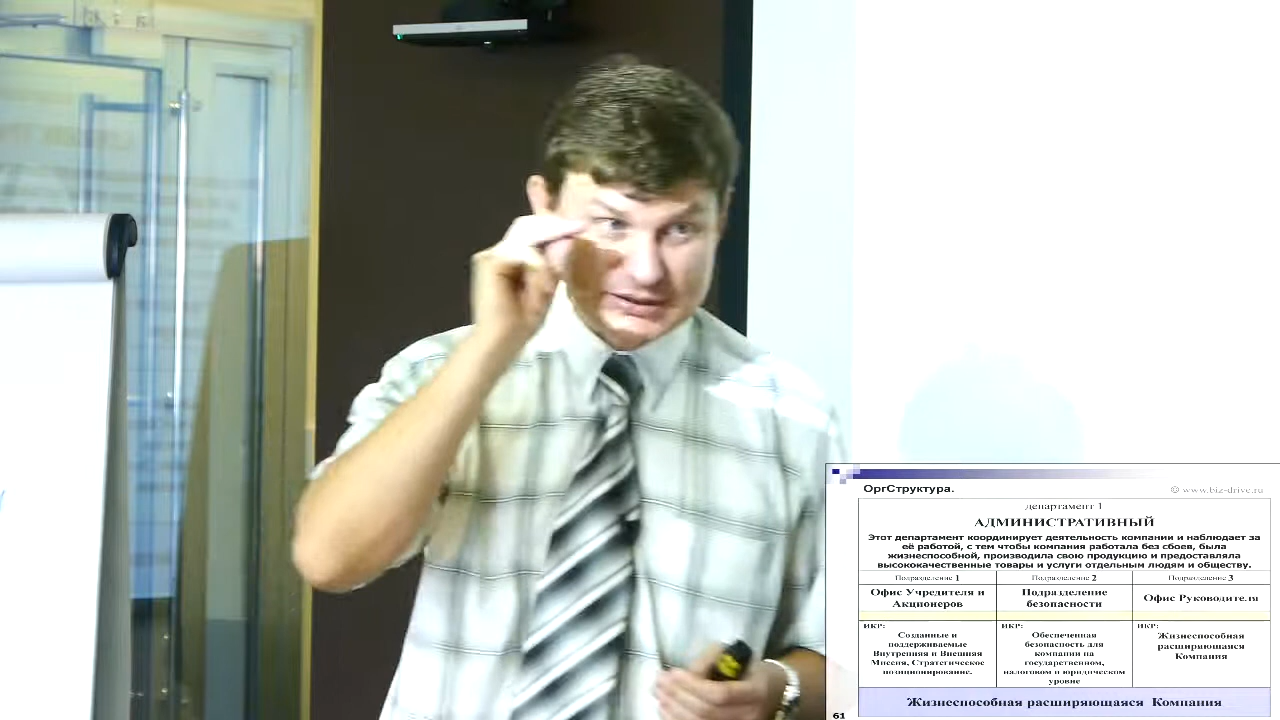 ОргСтруктура.
© www.biz-drive.ru
департамент 1
АДМИНИСТРАТИВНЫЙ
Этот департамент координирует деятельность компании и наблюдает за
её работой, с тем чтобы компания работала без сбоев, была
жизнеспособной, производила свою продукцию и предоставляла
высококачественные товары и услуги отдельным людям и обществу.
Подразделение 1
Офис Учредителя и
Акционеров
Подразделение 2
Подразделение
безопасности
Подразделение 3
Офис Руководителя
ИКР:
Созданные и
поддерживаемые
Внутренняя и Внешняя
Миссия, Стратегическое
позиционирование.
ИКР:
Обеспеченная
безопасность для
компании на
государственном,
налоговом и юридическом
уровне
ИКР:
Жизнеспособная
расширяющаяся
Компания
Жизнеспособная расширяющаяся Компания
61